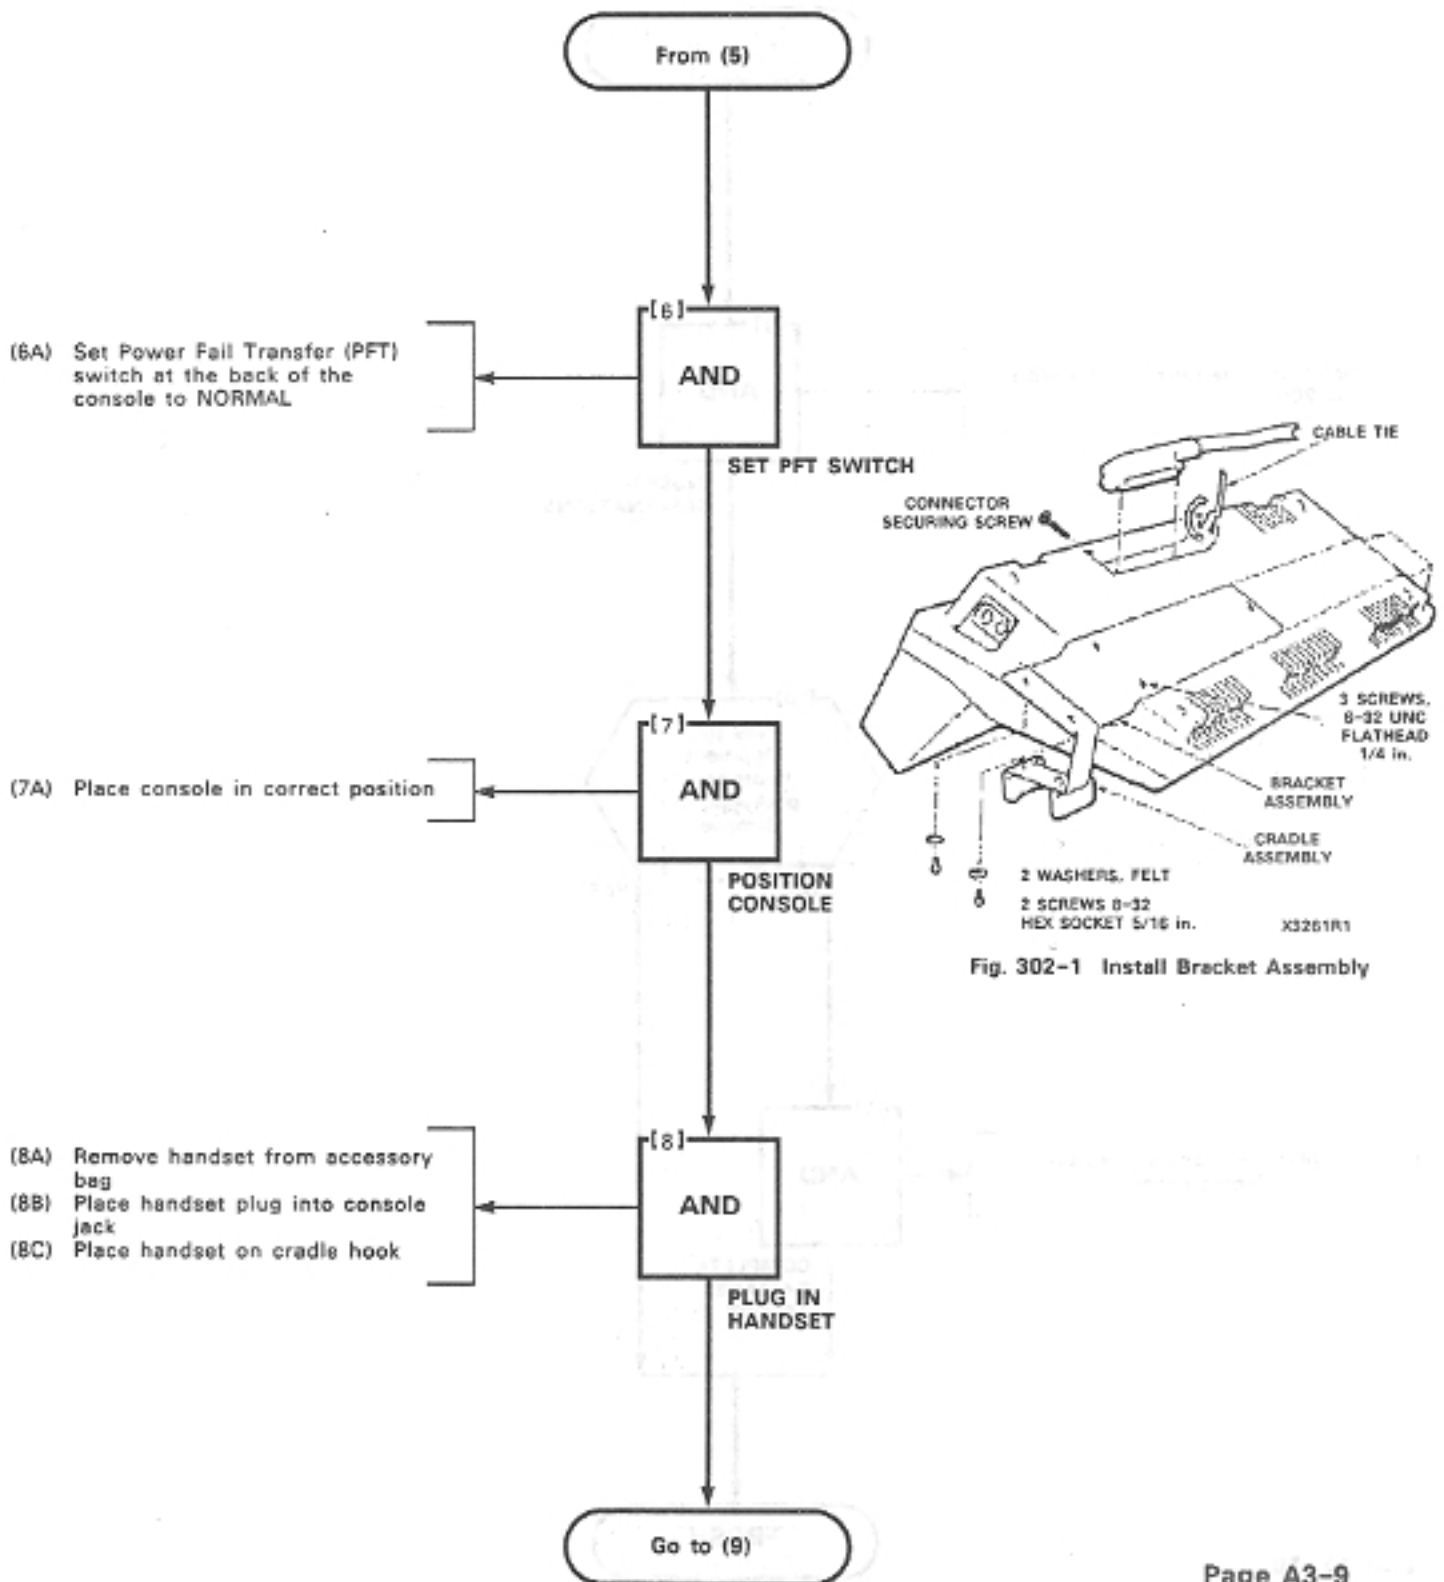 From (5)
[6]
AND
(6A) Set Power Fail Transfer (PFT)
switch at the back of the
console to NORMAL
SET PFT SWITCH
[7]
AND
(7A) Place console in correct position
POSITION
CONSOLE
[8]
AND
(8A) Remove handset from accessory
bag
(8B) Place handset plug into console
jack
(8C) Place handset on cradle hook
PLUG IN
HANDSET
Go to (9)
CABLE TIE
CONNECTOR
SECURING SCREW
3 SCREWS,
6-32 UNC
FLATHEAD
1/4 in.
BRACKET
ASSEMBLY
CRADLE
ASSEMBLY
2 WASHERS, FELT
2 SCREWS 8-32
HEX SOCKET 5/16 in.
X3261R1
Fig. 302-1 Install Bracket Assembly
Page A3-9